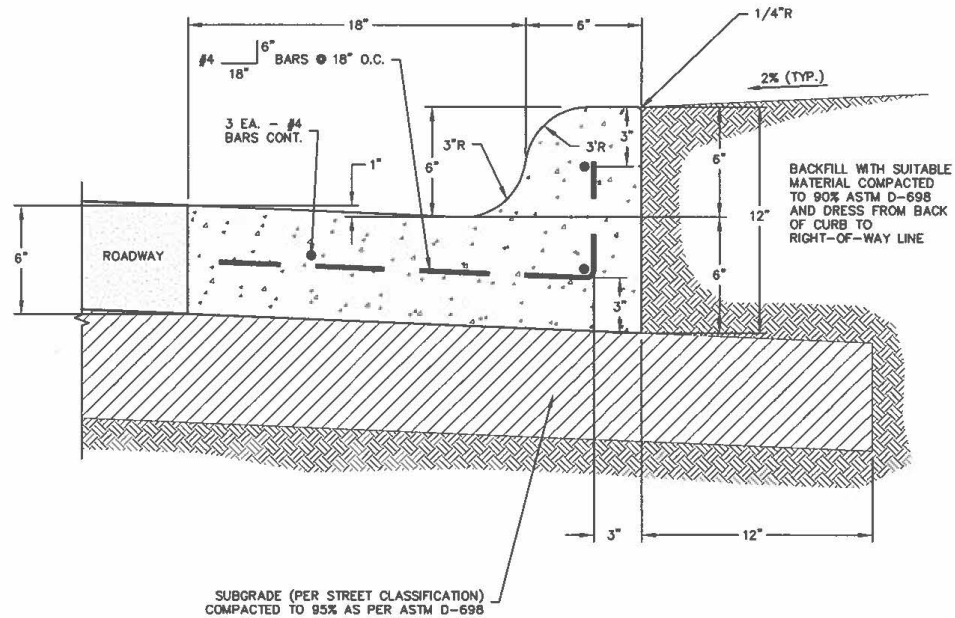 18"
6"
1/4"R
#4
6"
18"
BARS @ 18" O.C.
2% (TYP.)
3 EA. - #4
BARS CONT.
1"
6"
3"R
3'R
3"
6"
12"
6"
BACKFILL WITH SUITABLE
MATERIAL COMPACTED
TO 90% ASTM D-698
AND DRESS FROM BACK
OF CURB TO
RIGHT-OF-WAY LINE
6"
ROADWAY
3"
3"
12"
SUBGRADE (PER STREET CLASSIFICATION)
COMPACTED TO 95% AS PER ASTM D-698